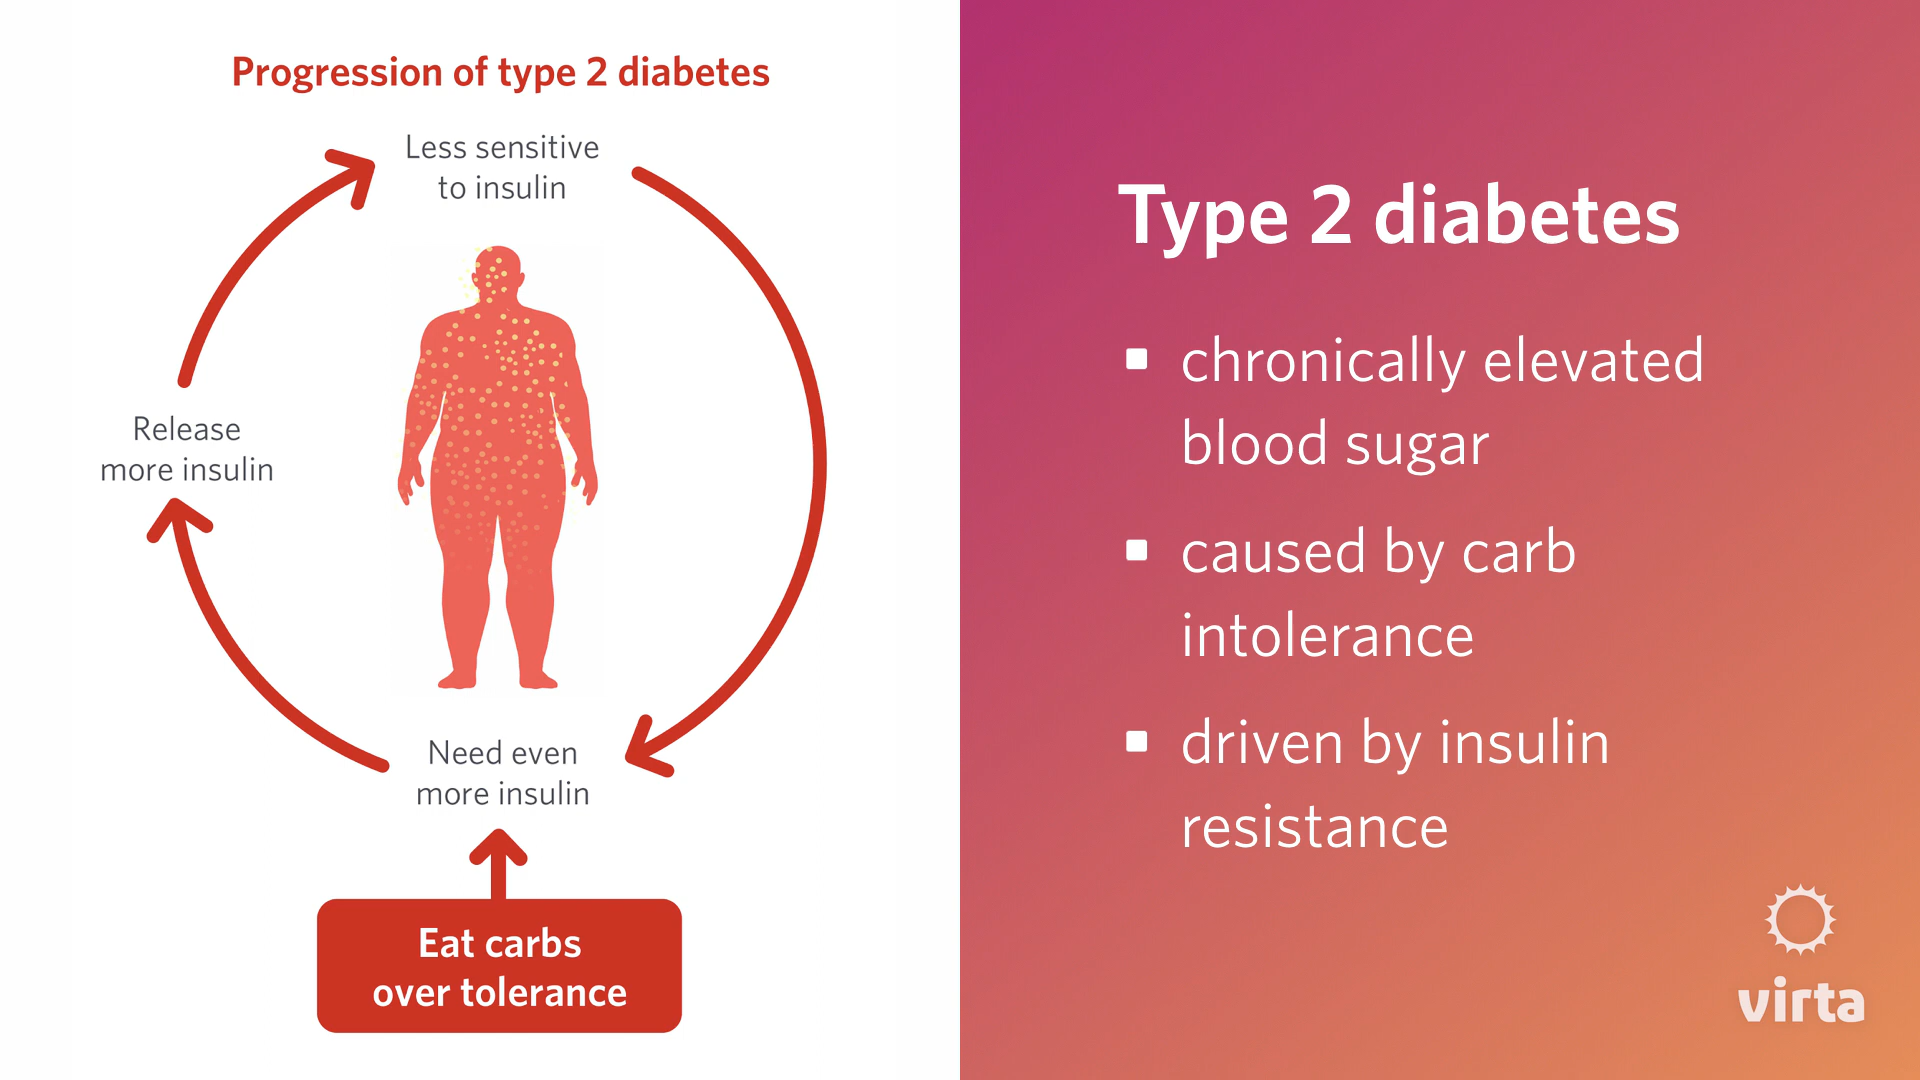 Progression of type 2 diabetes
Less sensitive
to insulin
Release
more insulin
Need even
more insulin
Eat carbs
over tolerance
Type 2 diabetes
▪ chronically elevated
blood sugar
▪ caused by carb
intolerance
▪ driven by insulin
resistance
virta